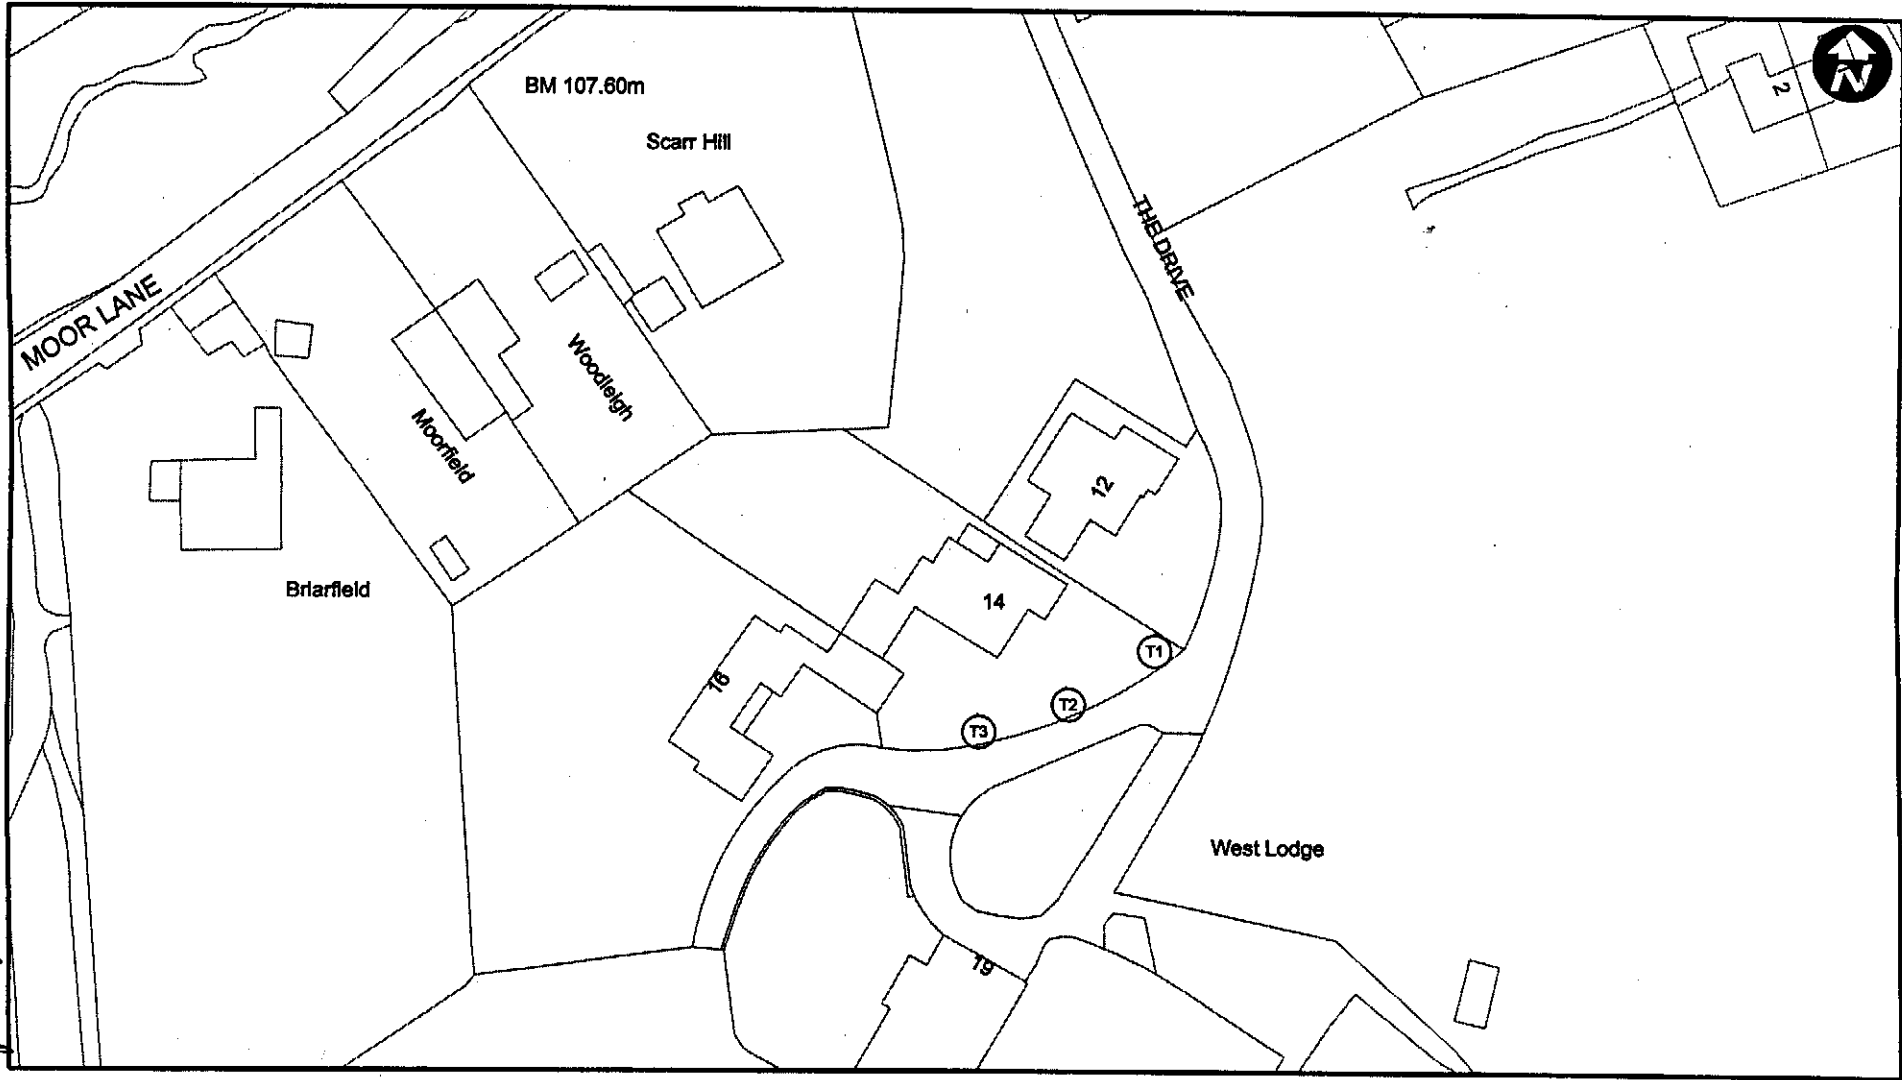 BM 107.60m
Scarr Hill
N
2
THE DRIVE
MOOR LANE
Woodleigh
Moorfield
12
Briarfield
14
16
T1
T2
T3
West Lodge
19